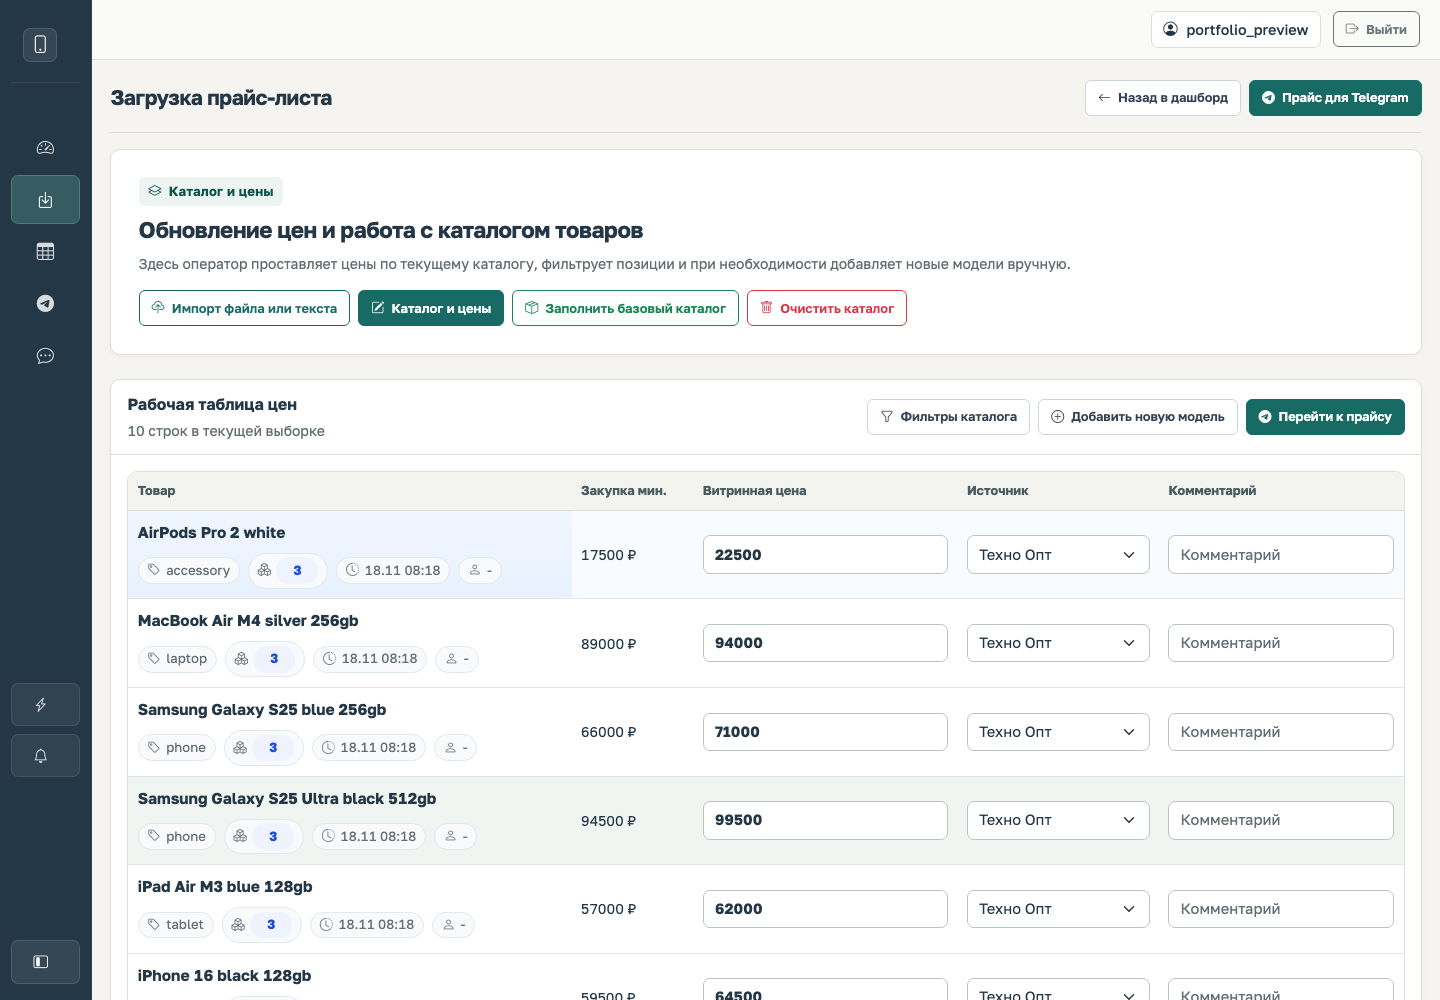 portfolio_preview
Выйти
Загрузка прайс-листа
Назад в дашборд
Прайс для Telegram
Каталог и цены
Обновление цен и работа с каталогом товаров
Здесь оператор проставляет цены по текущему каталогу, фильтрует позиции и при необходимости добавляет новые модели вручную.
Импорт файла или текста
Каталог и цены
Заполнить базовый каталог
Очистить каталог
Рабочая таблица цен
10 строк в текущей выборке
Фильтры каталога
Добавить новую модель
Перейти к прайсу
Товар Закупка мин. Витринная цена Источник Комментарий
AirPods Pro 2 white
accessory 3 18.11 08:18 -
17500 ₽ 22500 Техно Опт Комментарий
MacBook Air M4 silver 256gb
laptop 3 18.11 08:18 -
89000 ₽ 94000 Техно Опт Комментарий
Samsung Galaxy S25 blue 256gb
phone 3 18.11 08:18 -
66000 ₽ 71000 Техно Опт Комментарий
Samsung Galaxy S25 Ultra black 512gb
phone 3 18.11 08:18 -
94500 ₽ 99500 Техно Опт Комментарий
iPad Air M3 blue 128gb
tablet 3 18.11 08:18 -
57000 ₽ 62000 Техно Опт Комментарий
iPhone 16 black 128gb
59500 ₽ 64500 Техно Опт Комментарий